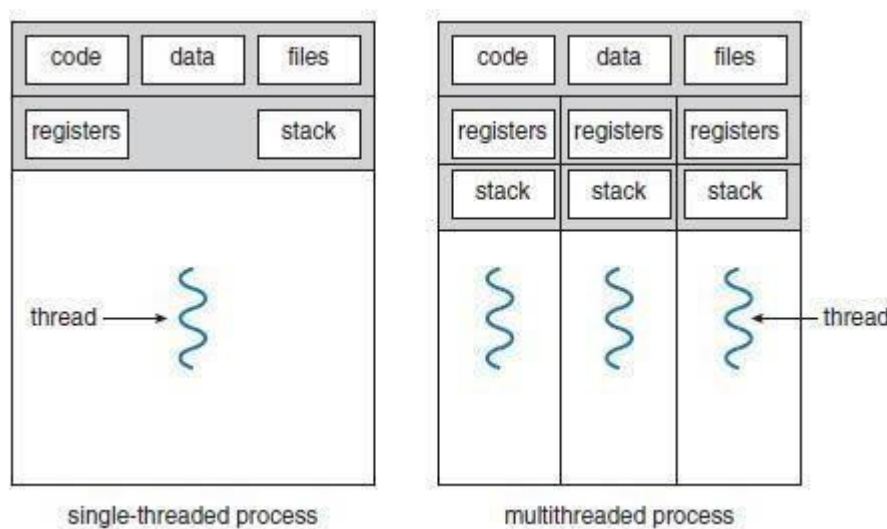 code data files
registers stack
thread
single-threaded process
code data files
registers registers registers
stack stack stack
thread
multithreaded process